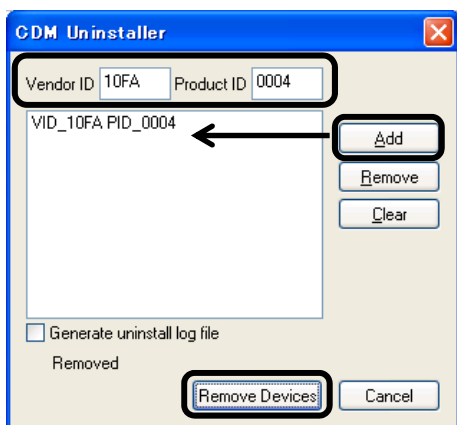 CDM Uninstaller
Vendor ID 10FA Product ID 0004
VID_10FA PID_0004
Add
Remove
Clear
Generate uninstall log file
Removed
Remove Devices Cancel